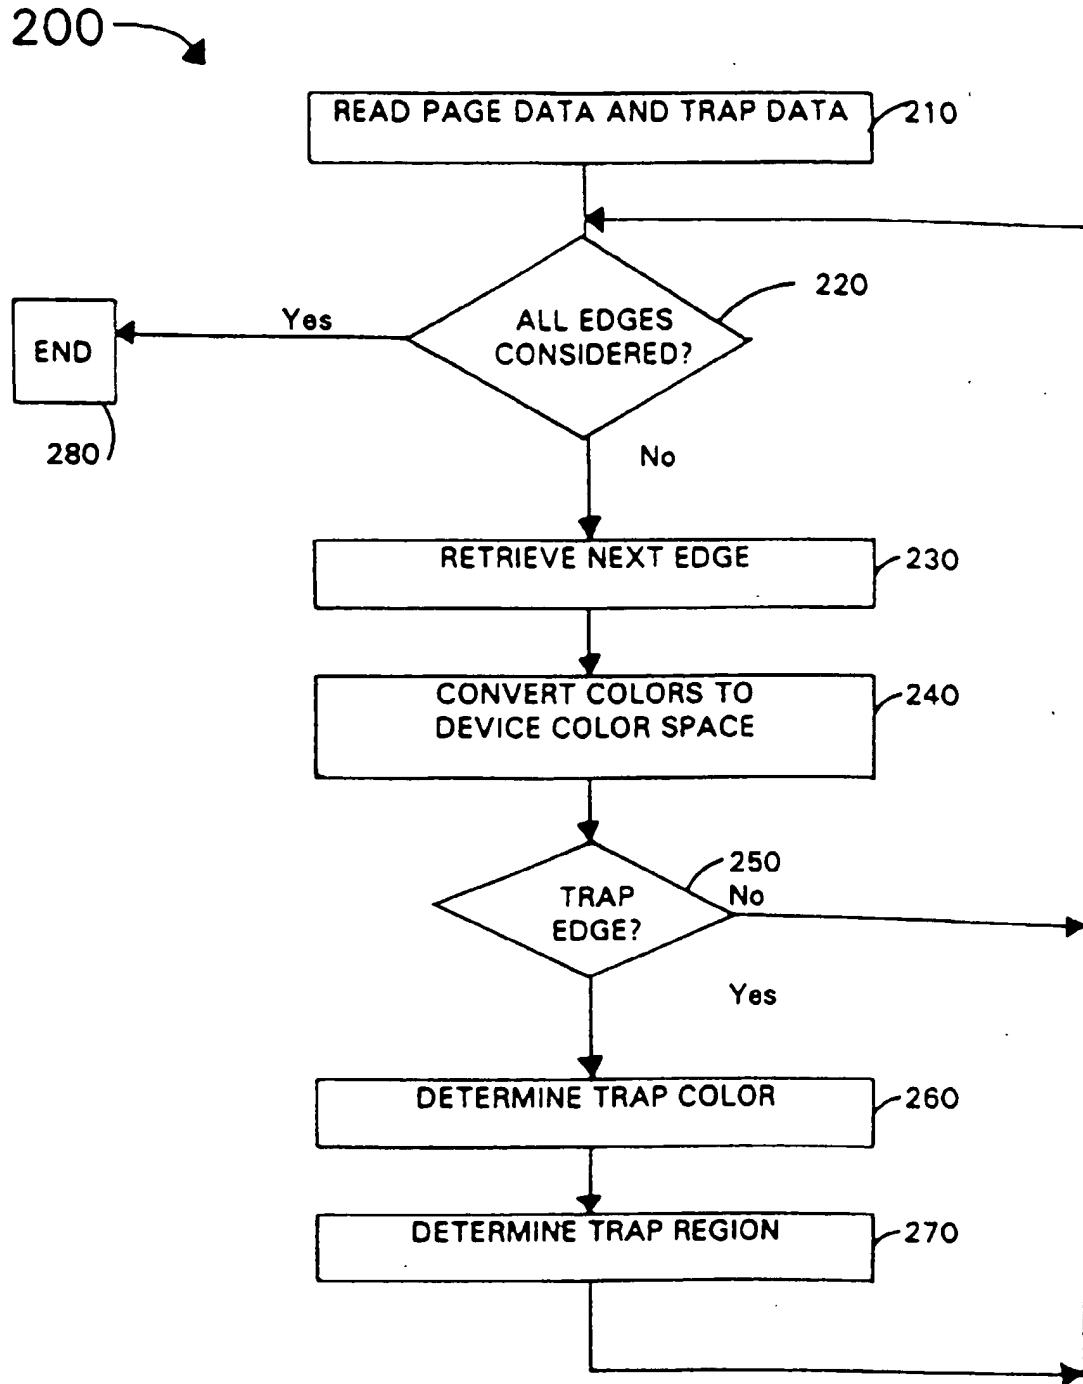 200
READ PAGE DATA AND TRAP DATA
210
220
ALL EDGES
CONSIDERED?
Yes
END
280
No
RETRIEVE NEXT EDGE
230
CONVERT COLORS TO
DEVICE COLOR SPACE
240
250
No
TRAP
EDGE?
Yes
DETERMINE TRAP COLOR
260
DETERMINE TRAP REGION
270